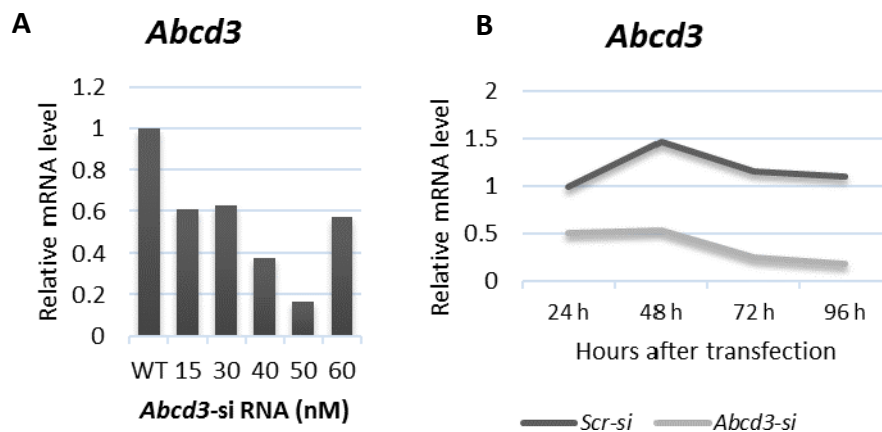 A
Abcd3
Relative mRNA level
1.2
1
0.8
0.6
0.4
0.2
0
WT 15 30 40 50 60
Abcd3-si RNA (nM)
B
Abcd3
Relative mRNA level
2
1.5
1
0.5
0
24 h 48 h 72 h 96 h
Hours after transfection
Scr-si Abcd3-si